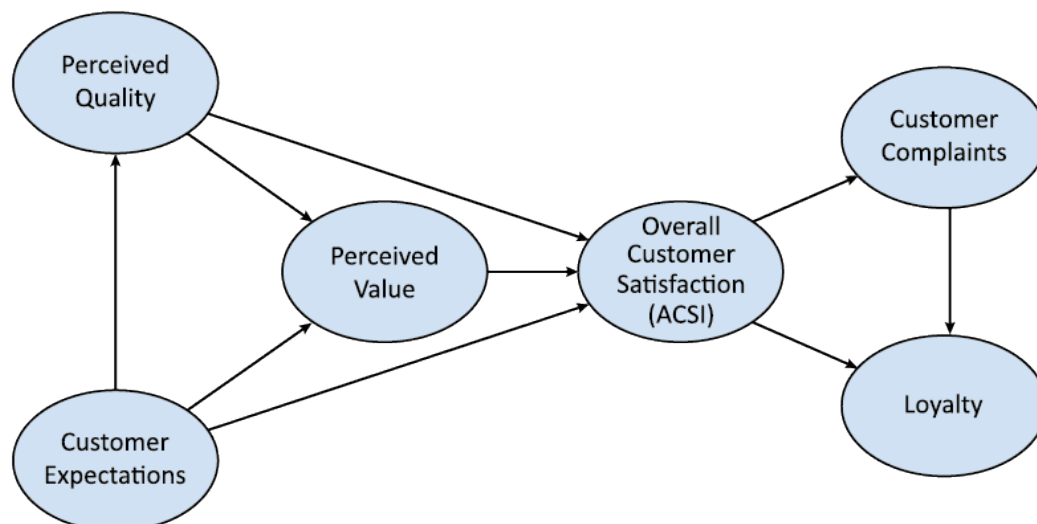 Perceived
Quality
Customer
Complaints
Perceived
Value
Overall
Customer
Satisfaction
(ACSI)
Loyalty
Customer
Expectations